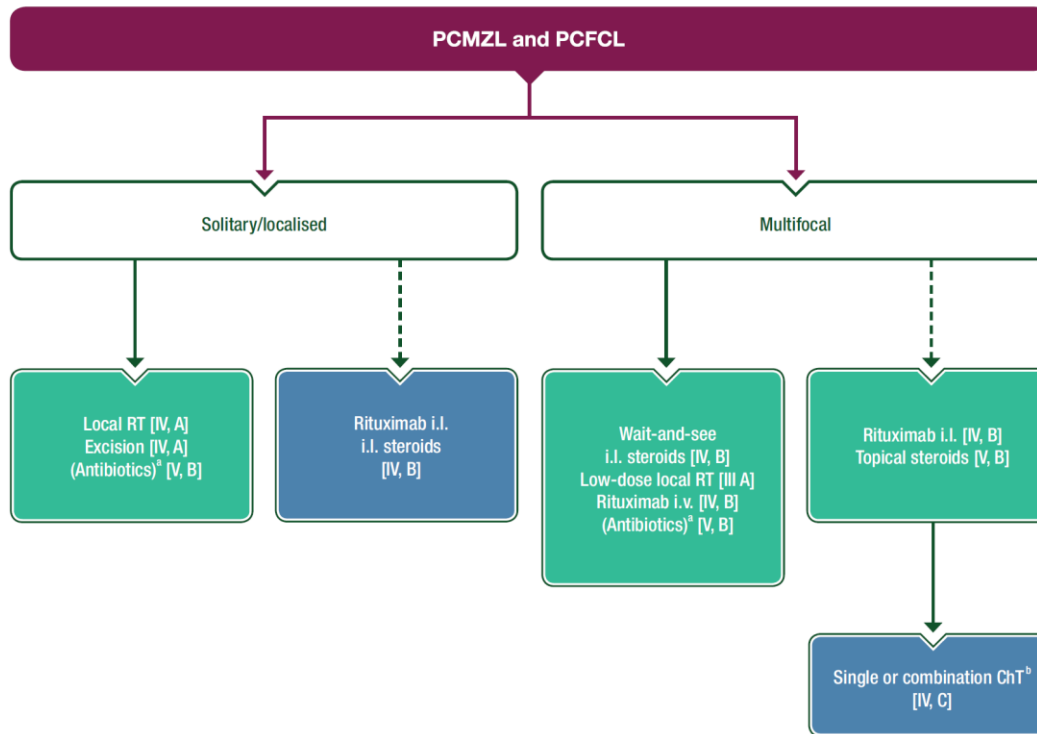 PCMZL and PCFCL
Solitary/localised
Multifocal
Local RT [IV, A]
Excision [IV, A]
(Antibiotics)a [V, B]
Rituximab i.l.
i.l. steroids
[IV, B]
Wait-and-see
i.l. steroids [IV, B]
Low-dose local RT [III A]
Rituximab i.v. [IV, B]
(Antibiotics)a [V, B]
Rituximab i.l. [IV, B]
Topical steroids [V, B]
Single or combination ChTb
[IV, C]